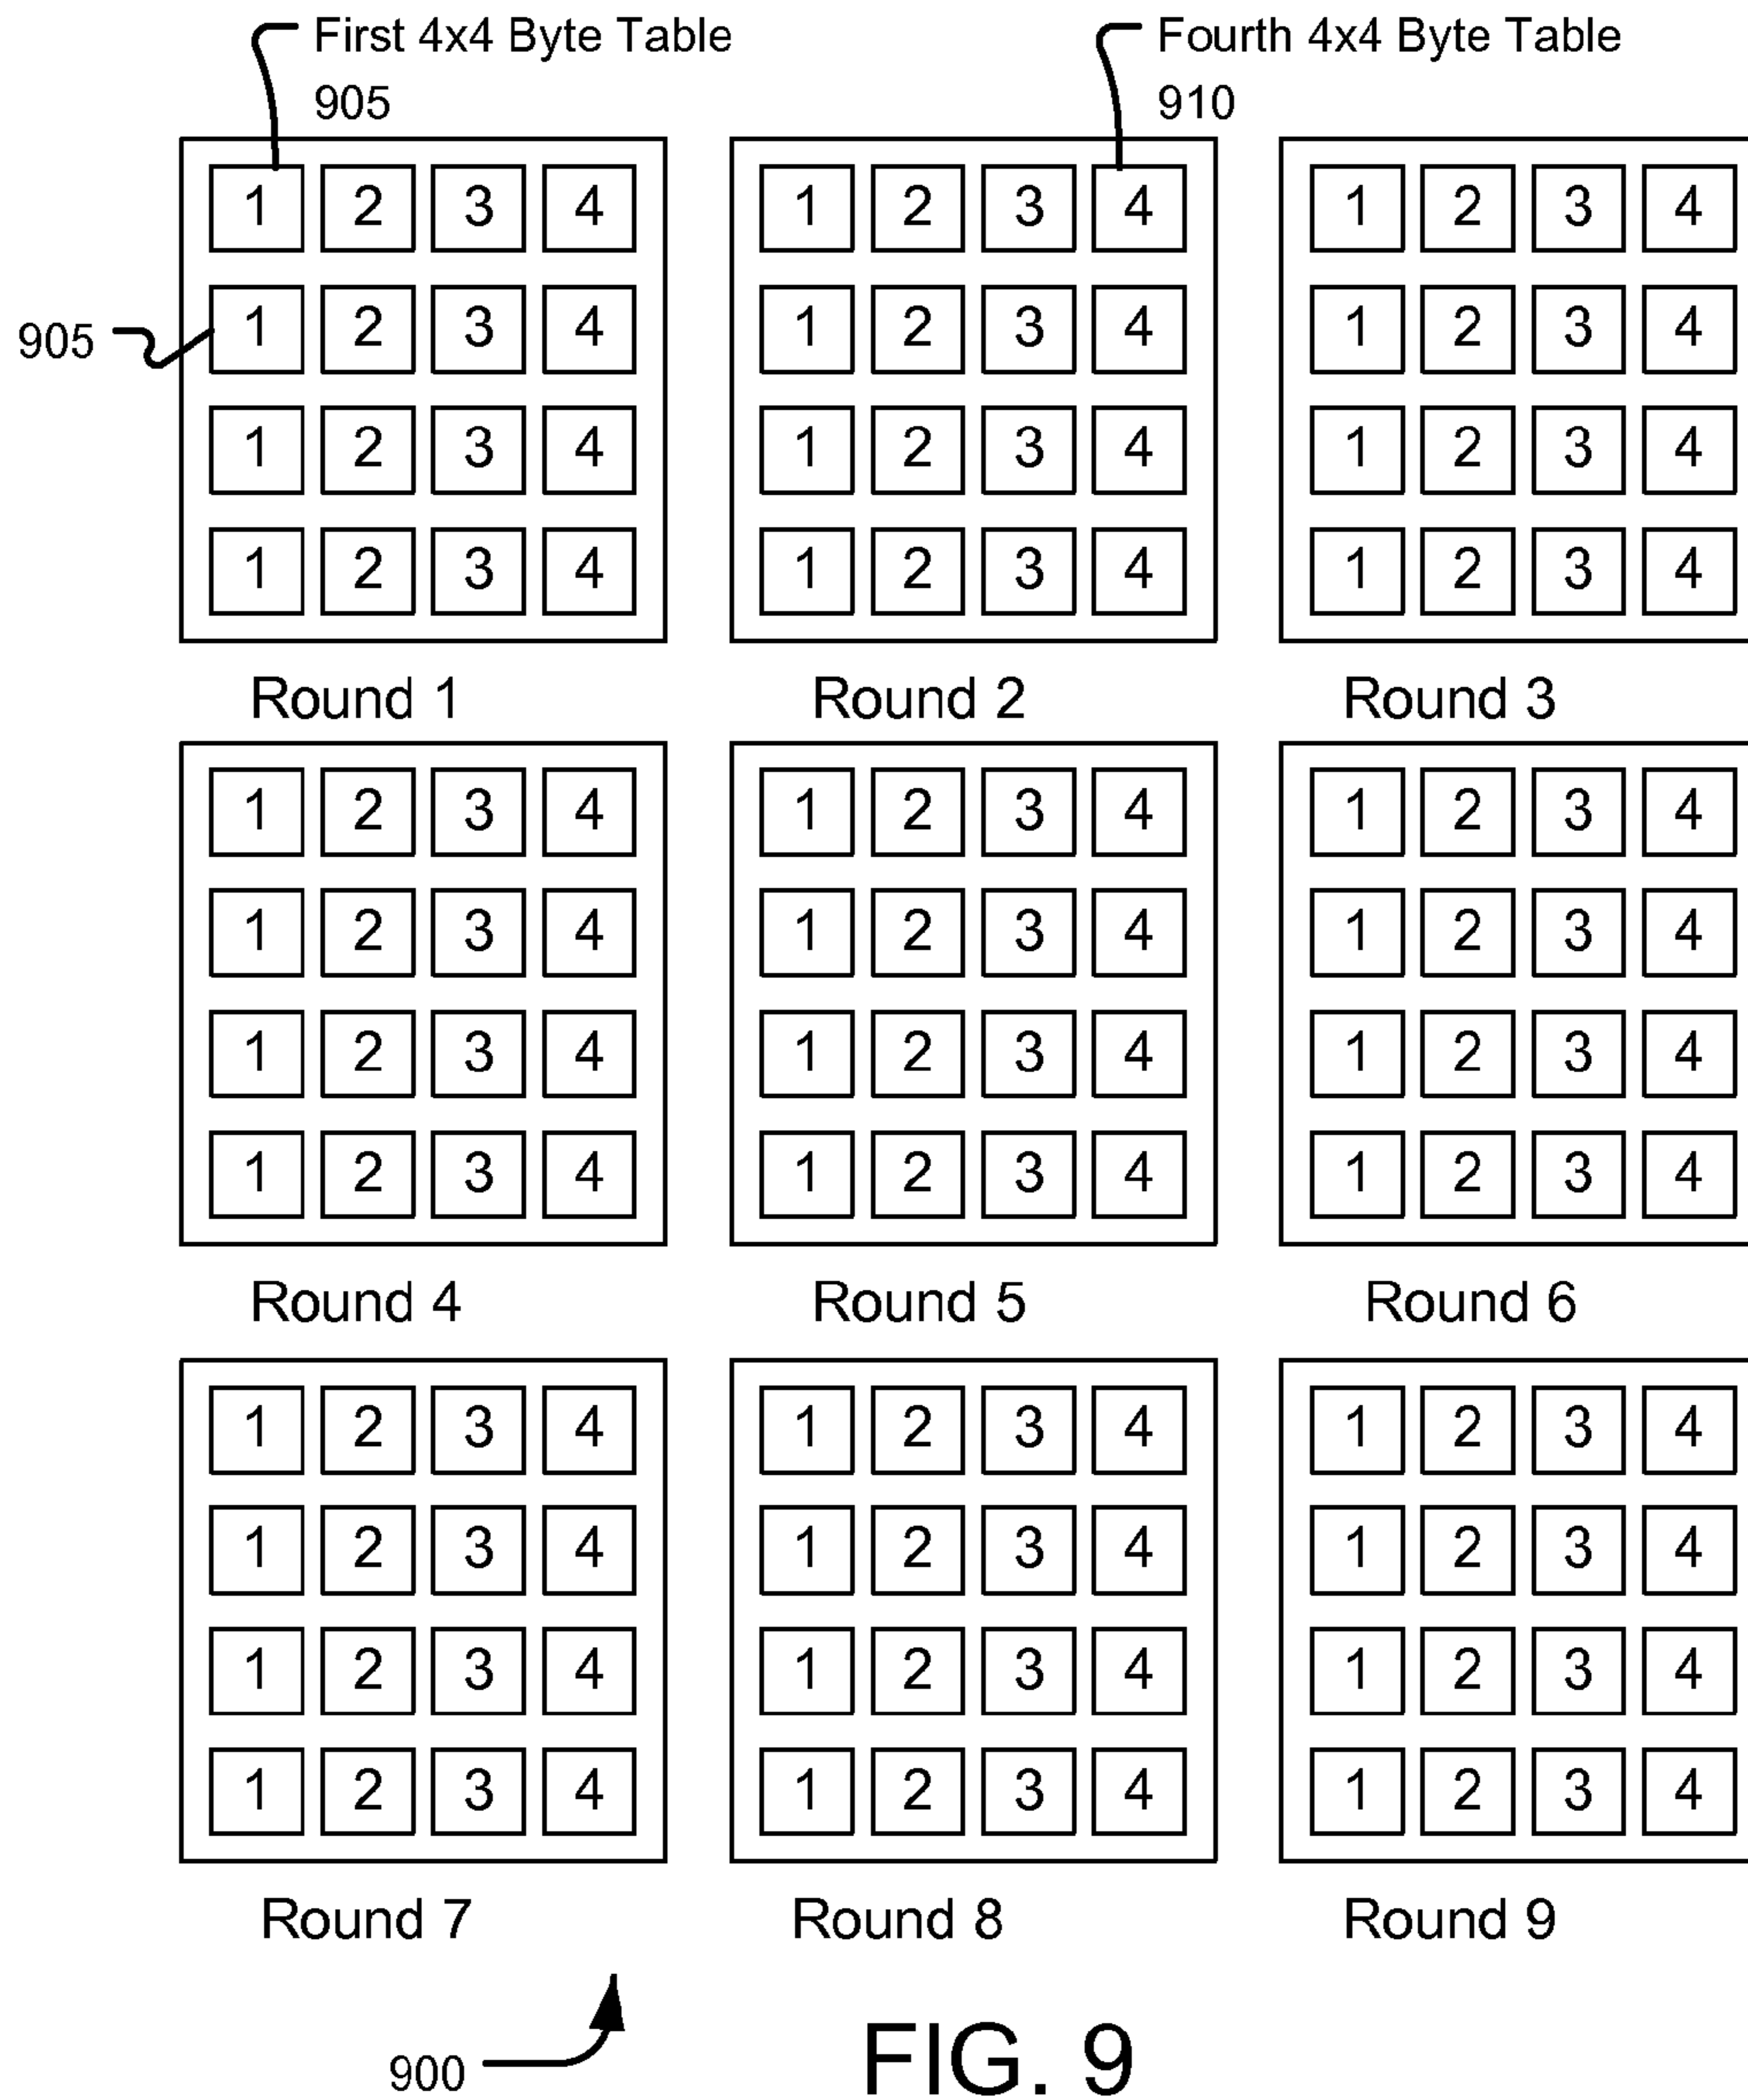 First 4x4 Byte Table Fourth 4x4 Byte Table
905 910
1 2 3 4 1 2 3 4 1 2 3 4
905 1 2 3 4 1 2 3 4 1 2 3 4
1 2 3 4 1 2 3 4 1 2 3 4
1 2 3 4 1 2 3 4 1 2 3 4
Round 1 Round 2 Round 3
1 2 3 4 1 2 3 4 1 2 3 4
1 2 3 4 1 2 3 4 1 2 3 4
1 2 3 4 1 2 3 4 1 2 3 4
1 2 3 4 1 2 3 4 1 2 3 4
Round 4 Round 5 Round 6
1 2 3 4 1 2 3 4 1 2 3 4
1 2 3 4 1 2 3 4 1 2 3 4
1 2 3 4 1 2 3 4 1 2 3 4
1 2 3 4 1 2 3 4 1 2 3 4
Round 7 Round 8 Round 9
900 FIG. 9